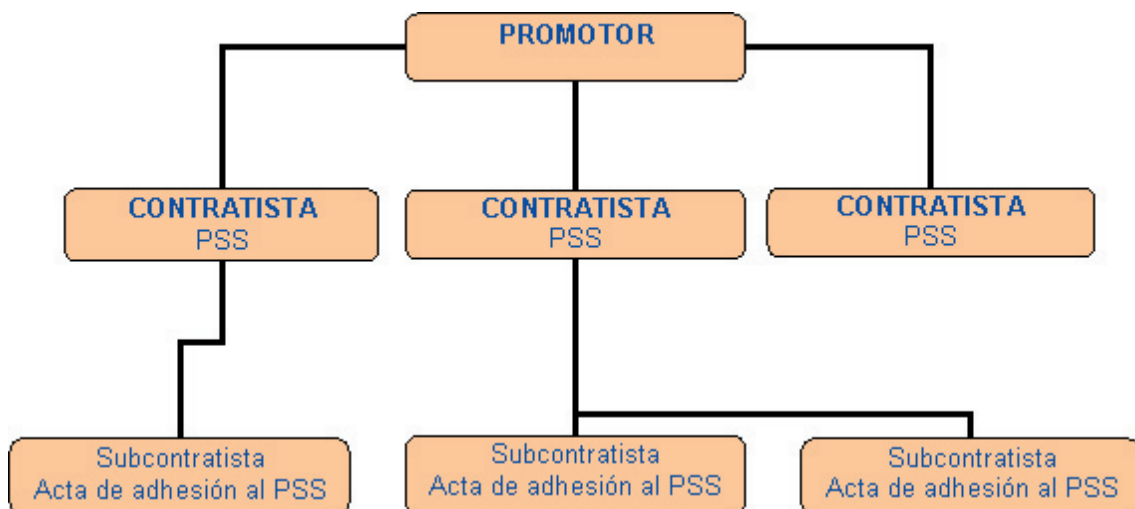 PROMOTOR
CONTRATISTA
PSS
CONTRATISTA
PSS
CONTRATISTA
PSS
Subcontratista
Acta de adhesión al PSS
Subcontratista
Acta de adhesión al PSS
Subcontratista
Acta de adhesión al PSS